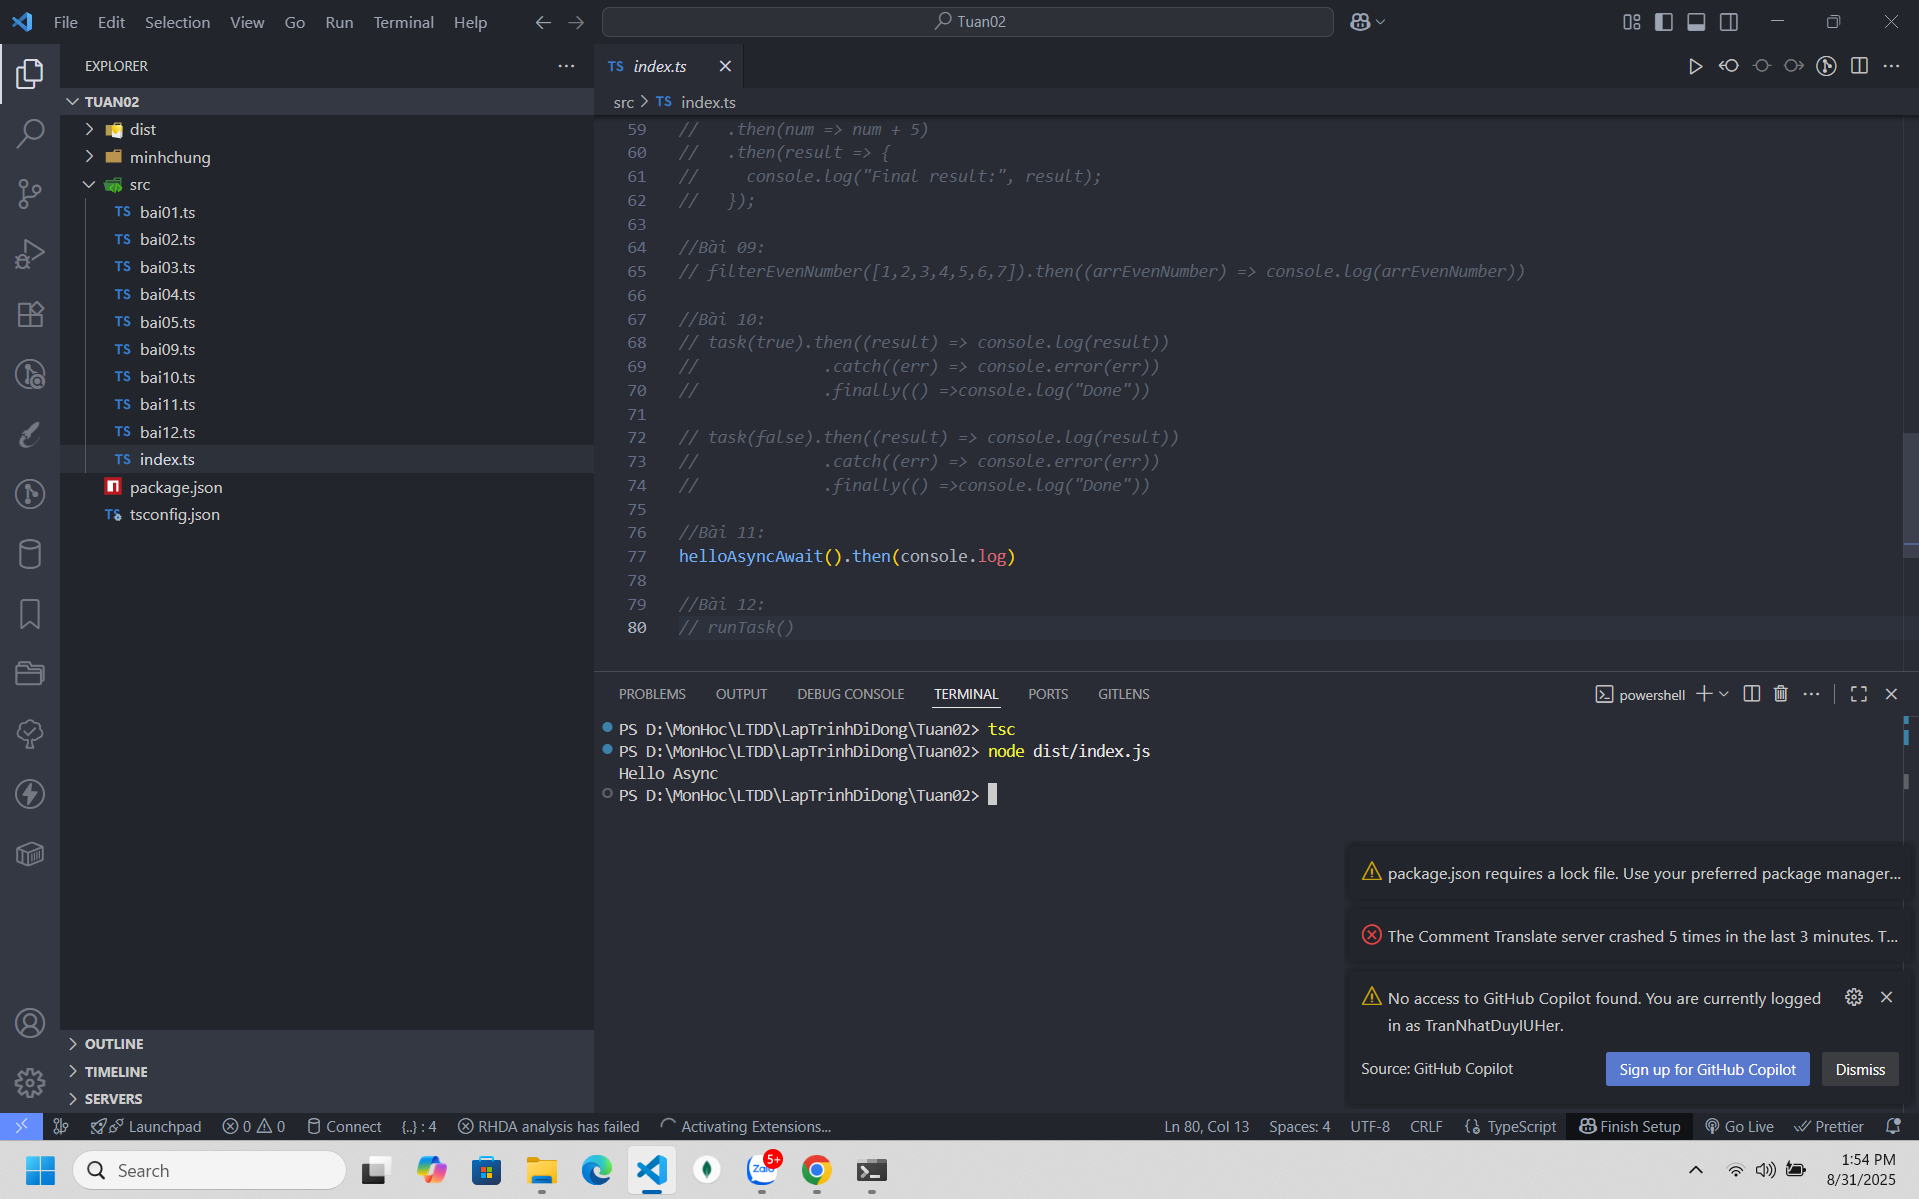 File Edit Selection View Go Run Terminal Help
Tuan02
EXPLORER
TUAN02
dist
minhchung
src
TS bai01.ts
TS bai02.ts
TS bai03.ts
TS bai04.ts
TS bai05.ts
TS bai09.ts
TS bai10.ts
TS bai11.ts
TS bai12.ts
TS index.ts
package.json
TS tsconfig.json
OUTLINE
TIMELINE
SERVERS
TS index.ts
src > TS index.ts
59 //   .then(num => num + 5)
60 //   .then(result => {
61 //     console.log("Final result:", result);
62 //   });
63
64 //Bài 09:
65 // filterEvenNumber([1,2,3,4,5,6,7]).then((arrEvenNumber) => console.log(arrEvenNumber))
66
67 //Bài 10:
68 // task(true).then((result) => console.log(result))
69 //             .catch((err) => console.error(err))
70 //             .finally(() =>console.log("Done"))
71
72 // task(false).then((result) => console.log(result))
73 //             .catch((err) => console.error(err))
74 //             .finally(() =>console.log("Done"))
75
76 //Bài 11:
77 helloAsyncAwait().then(console.log)
78
79 //Bài 12:
80 // runTask()
PROBLEMS OUTPUT DEBUG CONSOLE TERMINAL PORTS GITLENS
powershell
PS D:\MonHoc\LTDD\LapTrinhDiDong\Tuan02> tsc
PS D:\MonHoc\LTDD\LapTrinhDiDong\Tuan02> node dist/index.js
Hello Async
PS D:\MonHoc\LTDD\LapTrinhDiDong\Tuan02>
package.json requires a lock file. Use your preferred package manager...
The Comment Translate server crashed 5 times in the last 3 minutes. T...
No access to GitHub Copilot found. You are currently logged
in as TranNhatDuyIUHer.
Source: GitHub Copilot
Sign up for GitHub Copilot
Dismiss
Launchpad 0 0 Connect {..} : 4 RHDA analysis has failed Activating Extensions... Ln 80, Col 13 Spaces: 4 UTF-8 CRLF TypeScript Finish Setup Go Live Prettier
Search
Zalo
5+
1:54 PM
8/31/2025